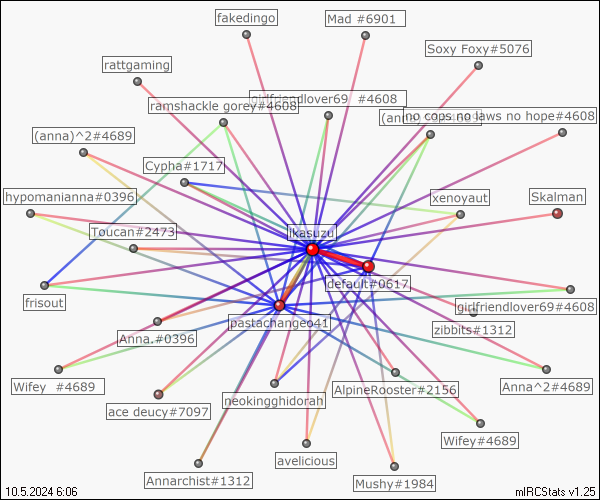 fakedingo
Mad #6901
Soxy Foxy#5076
rattgaming
girlfriendlover69 #4608
ramshackle gorey#4608
no cops no laws no hope#4608
(anna)^2#4689
Cypha#1717
hypomanianna#0396
xenoyaut
Skalman
Toucan#2473
ikasuzu
default#0617
frisout
girlfriendlover69#4608
pastachangeo41
zibbits#1312
Anna.#0396
Wifey #4689
AlpineRooster#2156
Anna^2#4689
neokingghidorah
ace deucy#7097
Wifey#4689
avelicious
Annarchist#1312
Mushy#1984
10.5.2024 6:06
mIRCStats v1.25